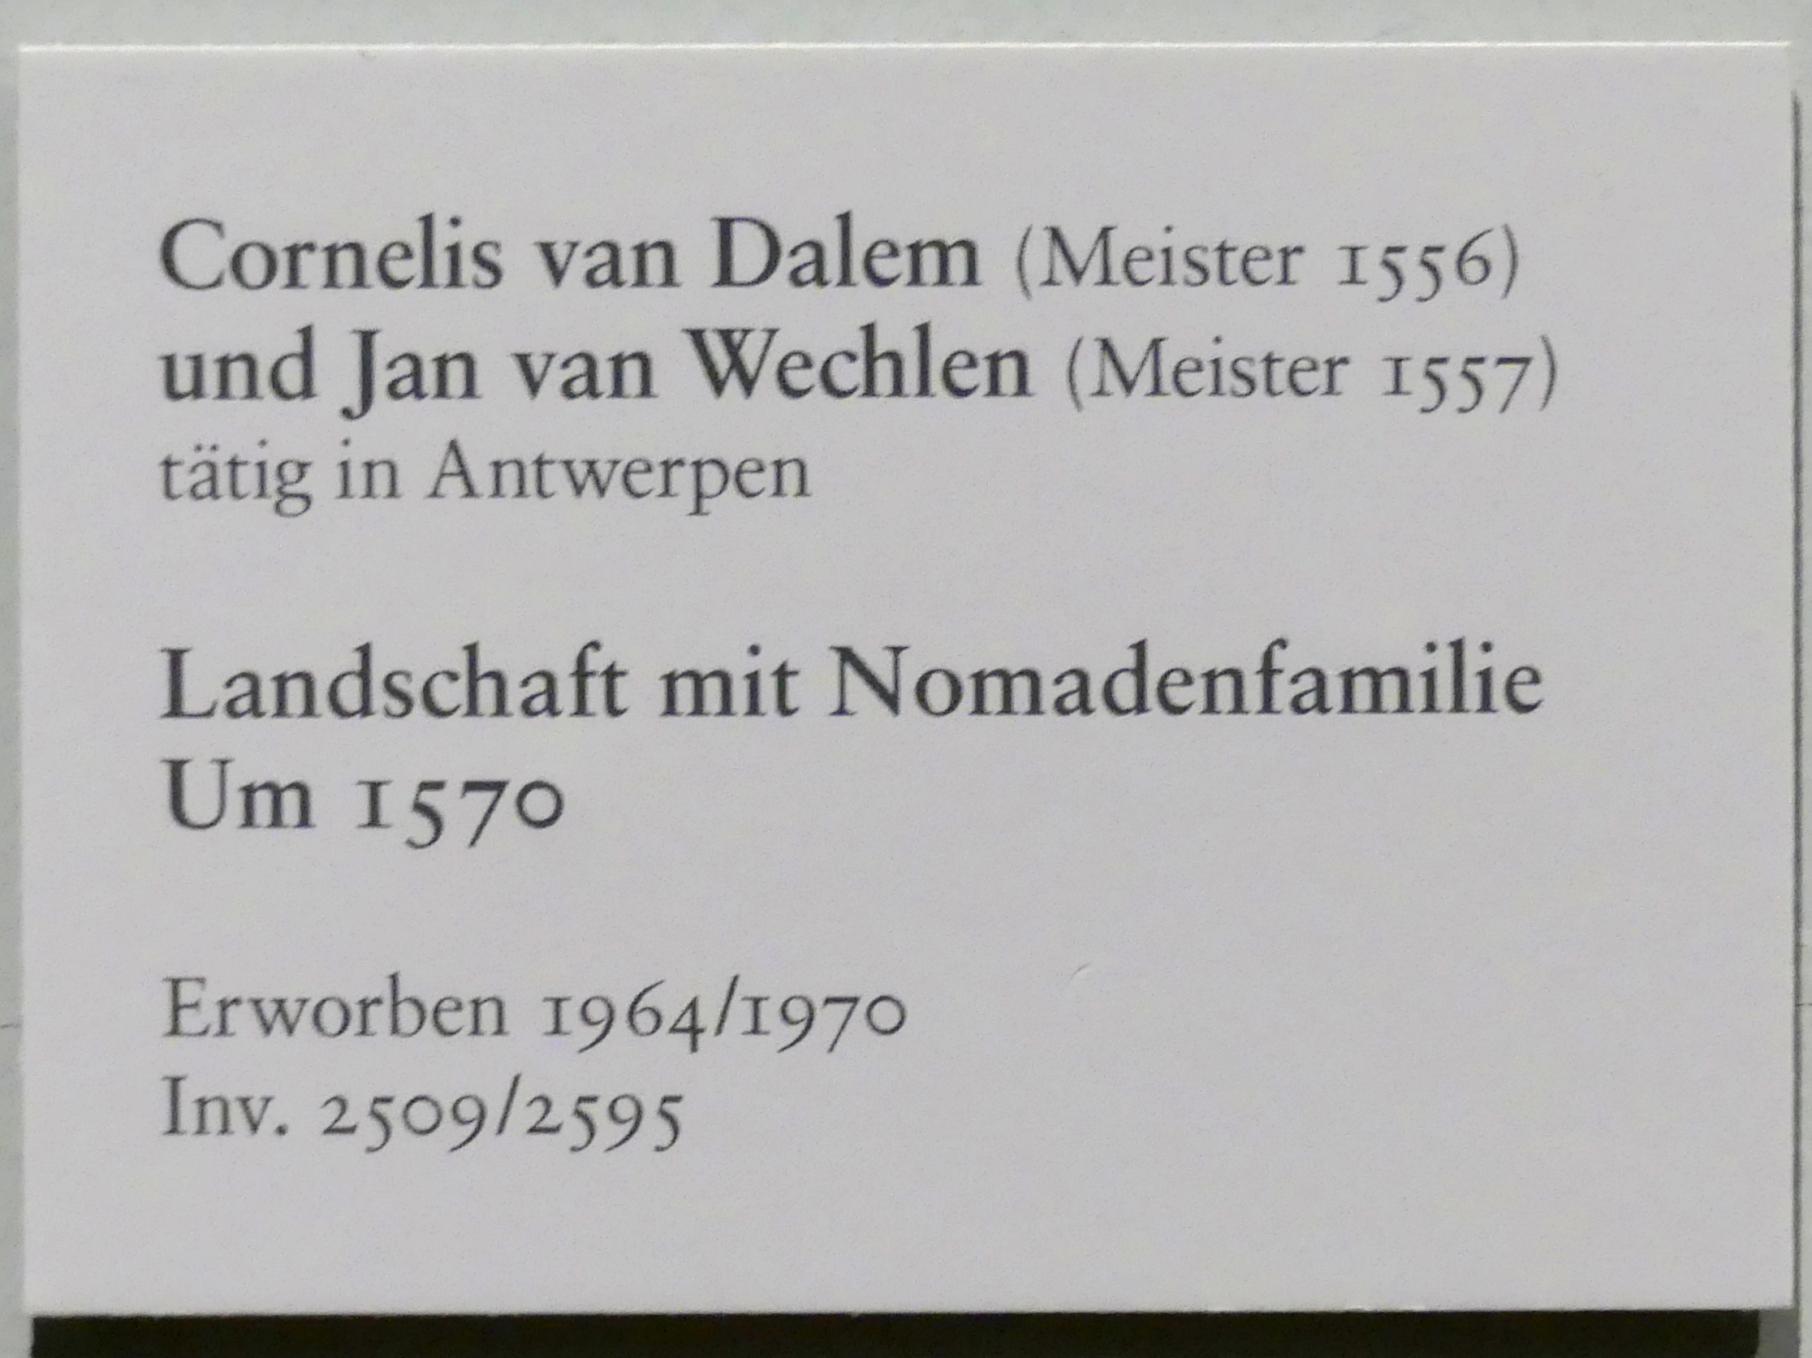 Cornelis van Dalem (Meister 1556)
und Jan van Wechlen (Meister 1557)
tätig in Antwerpen
Landschaft mit Nomadenfamilie
Um 1570
Erworben 1964/1970
Inv. 2509/2595